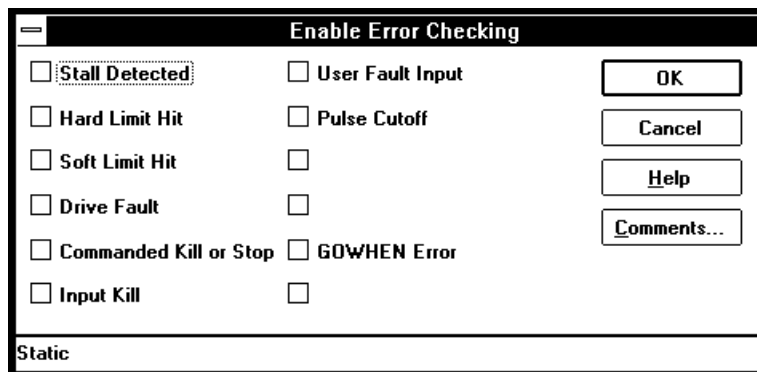 Enable Error Checking
Stall Detected
Hard Limit Hit
Soft Limit Hit
Drive Fault
Commanded Kill or Stop
Input Kill
User Fault Input
Pulse Cutoff
GOWHEN Error
OK
Cancel
Help
Comments...
Static